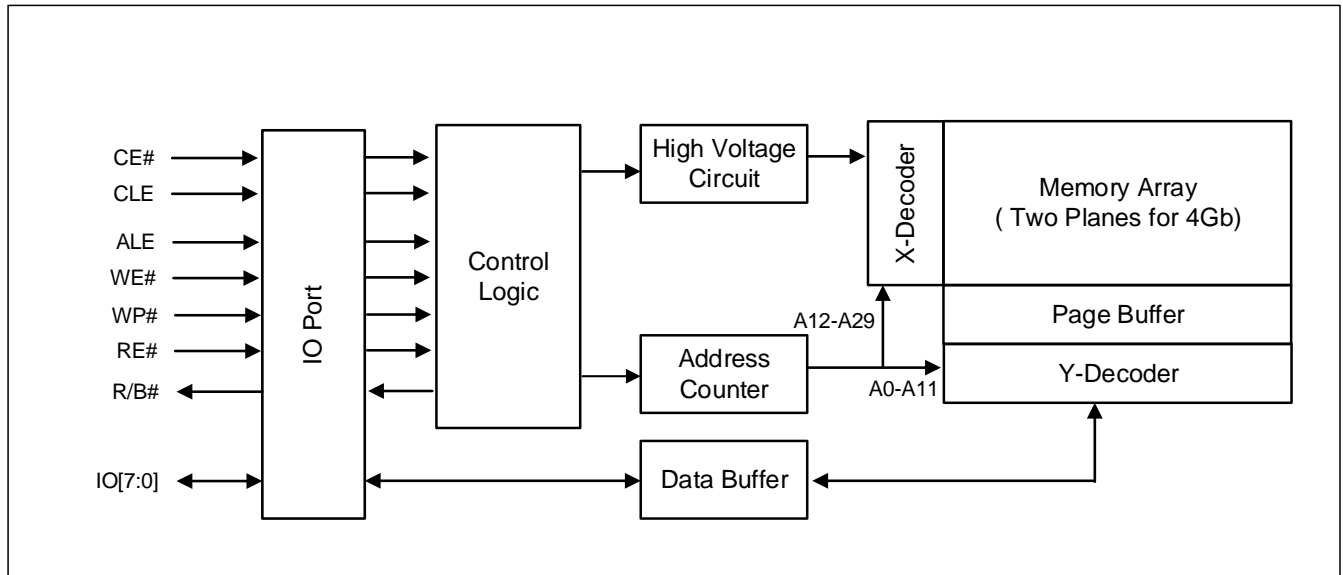 CE#
CLE
ALE
WE#
WP#
RE#
R/B#
IO[7:0]
IO Port
Control
Logic
High Voltage
Circuit
Address
Counter
Data Buffer
X-Decoder
A12-A29
A0-A11
Memory Array
( Two Planes for 4Gb)
Page Buffer
Y-Decoder